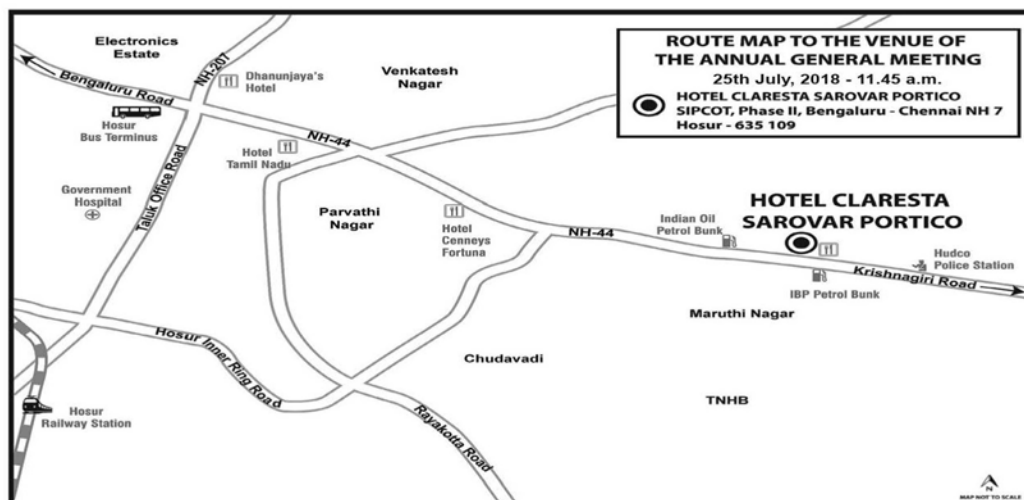 ROUTE MAP TO THE VENUE OF
THE ANNUAL GENERAL MEETING
25th July, 2018 - 11.45 a.m.
HOTEL CLARESTA SAROVAR PORTICO
SIPCOT, Phase II, Bengaluru - Chennai NH 7
Hosur - 635 109
Electronics
Estate
NH-207
Dhanunjaya's
Hotel
Venkatesh
Nagar
Bengaluru Road
Hosur
Bus Terminus
NH-44
Hotel
Tamil Nadu
Taluk Office Road
Government
Hospital
Parvathi
Nagar
Hotel
Cenneys
Fortuna
NH-44
Indian Oil
Petrol Bunk
HOTEL CLARESTA
SAROVAR PORTICO
Hudco
Police Station
Krishnagiri Road
IBP Petrol Bunk
Maruthi Nagar
Hosur Inner Ring Road
Chudavadi
TNHB
Hosur
Railway Station
Rayakotta Road
N
MAP NOT TO SCALE